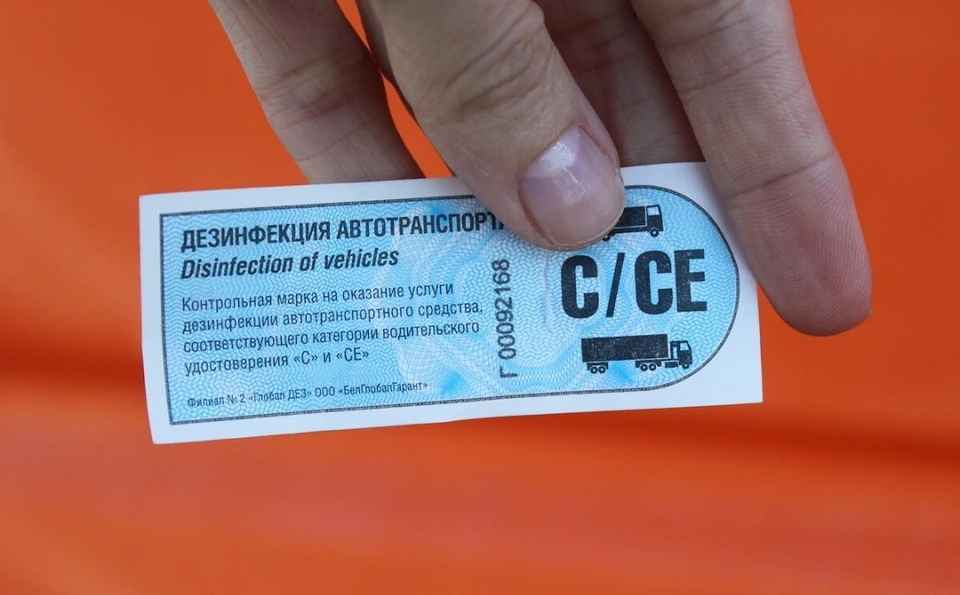 ДЕЗИНФЕКЦИЯ АВТОТРАНСПОРТ
Disinfection of vehicles
Контрольная марка на оказание услуги
дезинфекции автотранспортного средства,
соответствующего категории водительского
удостоверения «С» и «СЕ»
Филиал № 2 «Глобал ДЕЗ» ООО «БелГлобалГарант»
Г 00092168
C/CE